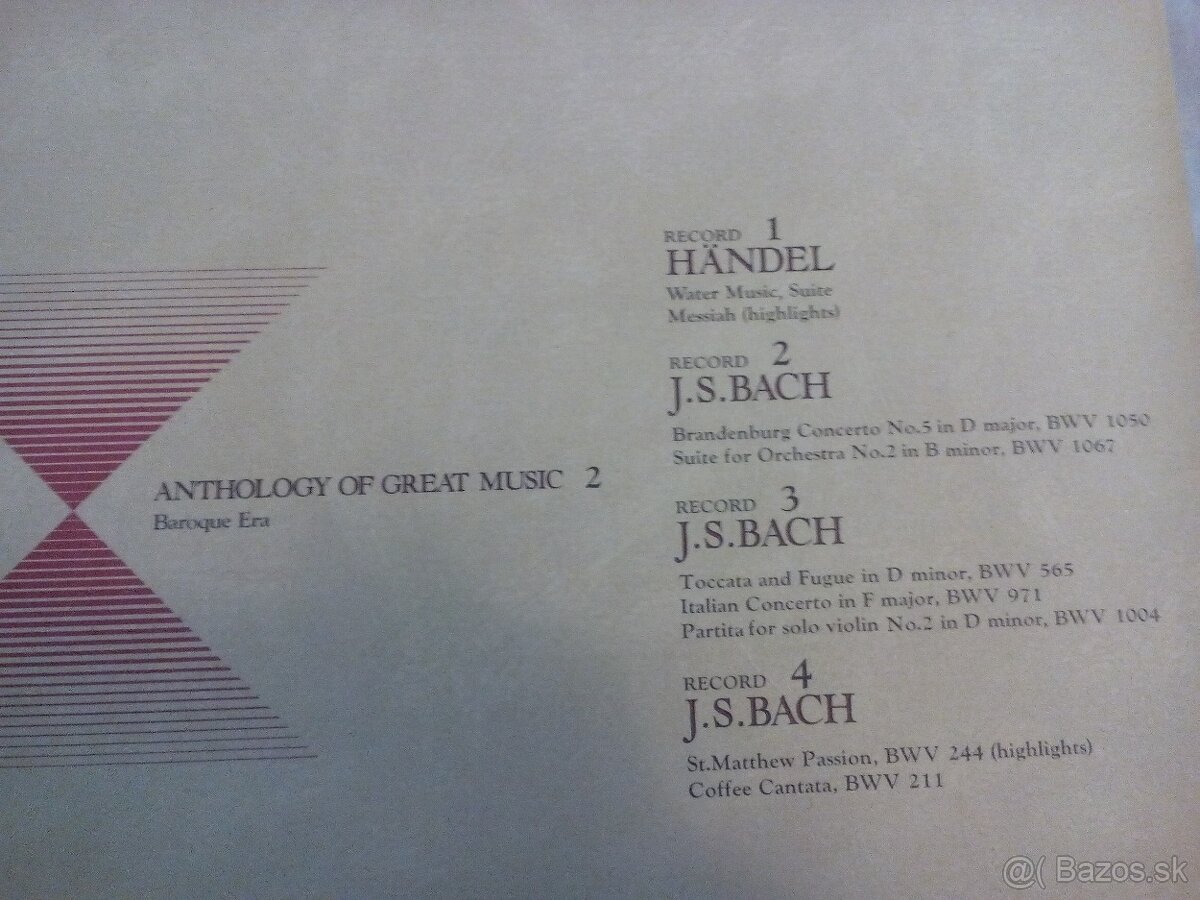 ANTHOLOGY OF GREAT MUSIC 2
Baroque Era
RECORD 1
HÄNDEL
Water Music, Suite
Messiah (highlights)
RECORD 2
J.S.BACH
Brandenburg Concerto No.5 in D major, BWV 1050
Suite for Orchestra No.2 in B minor, BWV 1067
RECORD 3
J.S.BACH
Toccata and Fugue in D minor, BWV 565
Italian Concerto in F major, BWV 971
Partita for solo violin No.2 in D minor, BWV 1004
RECORD 4
J.S.BACH
St.Matthew Passion, BWV 244 (highlights)
Coffee Cantata, BWV 211
@( Bazos.sk